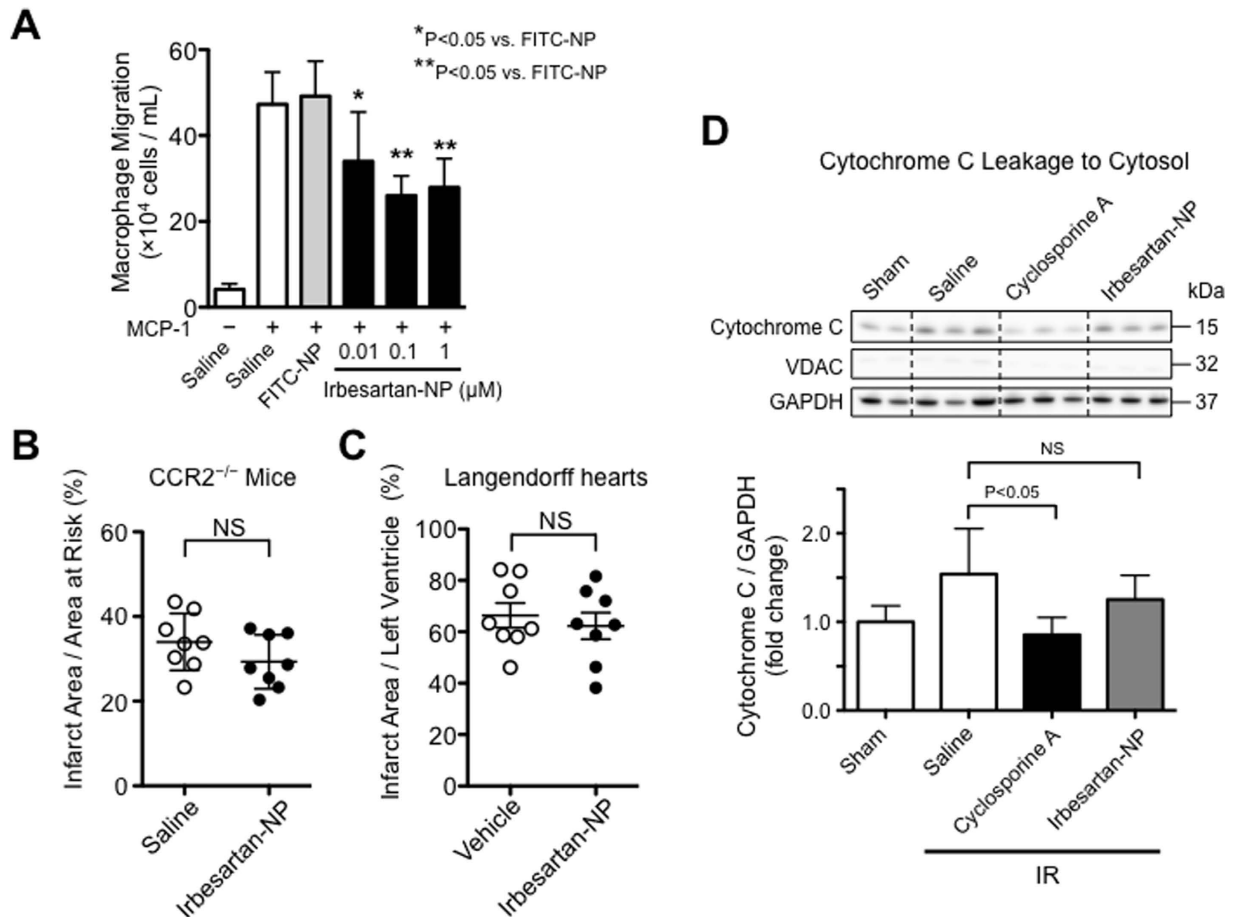 A
*P<0.05 vs. FITC-NP
**P<0.05 vs. FITC-NP
Macrophage Migration
(×10⁴ cells / mL)
60
40
20
0
* ** **
MCP-1 − + + + + +
Saline Saline FITC-NP 0.01 0.1 1
Irbesartan-NP (μM)
B
CCR2−/− Mice
Infarct Area / Area at Risk (%)
60
40
20
0
NS
Saline Irbesartan-NP
C
Langendorff hearts
Infarct Area / Left Ventricle (%)
100
80
60
40
20
0
NS
Vehicle Irbesartan-NP
D
Cytochrome C Leakage to Cytosol
Sham Saline Cyclosporine A Irbesartan-NP kDa
Cytochrome C 15
VDAC 32
GAPDH 37
Cytochrome C / GAPDH
(fold change)
2.0
1.0
0.0
NS
P<0.05
Sham Saline Cyclosporine A Irbesartan-NP
IR